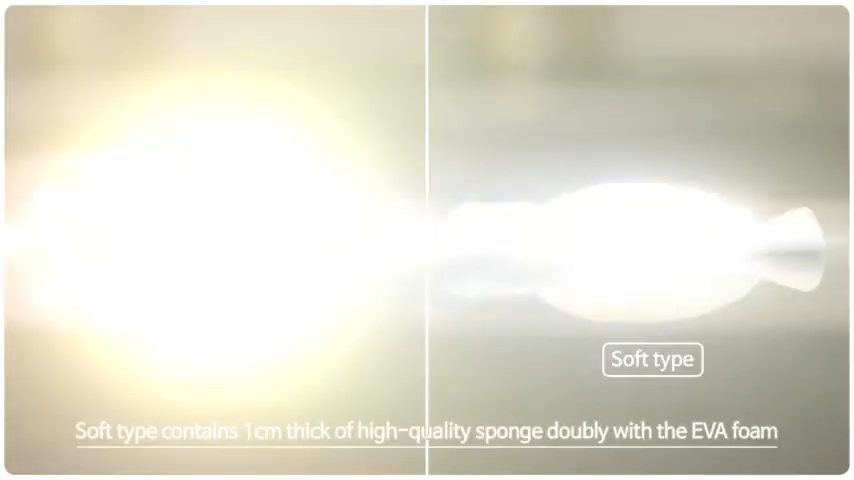 Soft type
Soft type contains 1cm thick of high-quality sponge doubly with the EVA foam